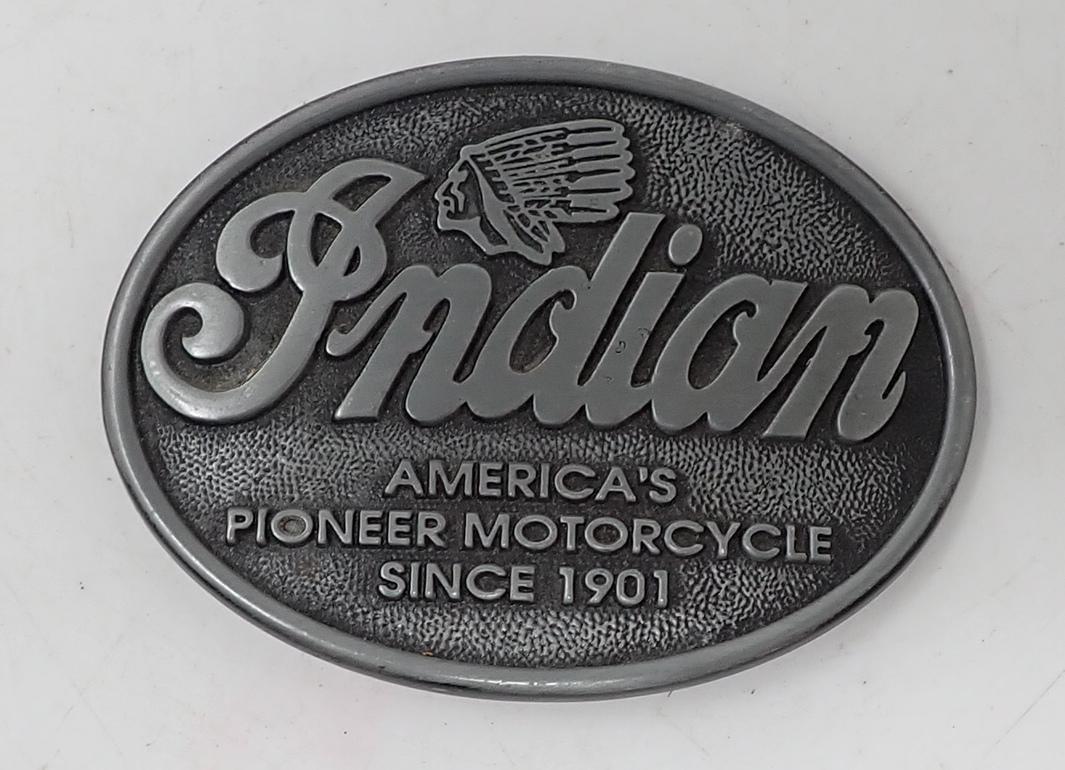 Indian
AMERICA'S
PIONEER MOTORCYCLE
SINCE 1901